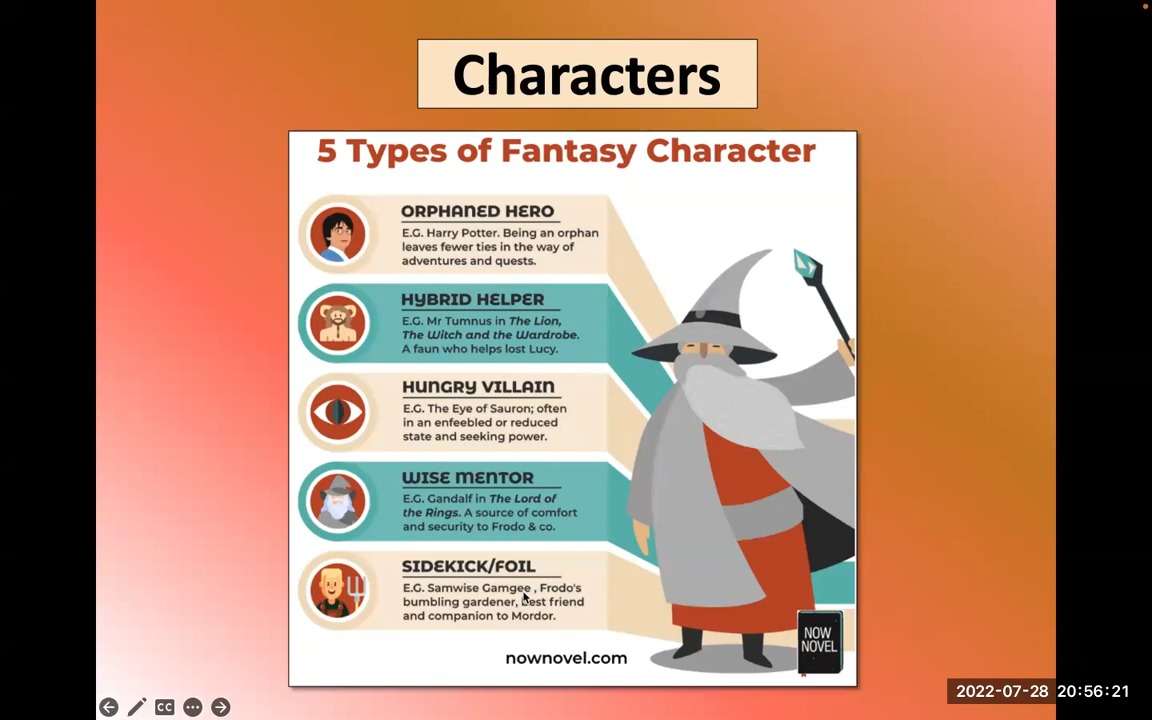 Characters
5 Types of Fantasy Character
ORPHANED HERO
E.G. Harry Potter. Being an orphan
leaves fewer ties in the way of
adventures and quests.
HYBRID HELPER
E.G. Mr Tumnus in The Lion,
The Witch and the Wardrobe.
A faun who helps lost Lucy.
HUNGRY VILLAIN
E.G. The Eye of Sauron; often
in an enfeebled or reduced
state and seeking power.
WISE MENTOR
E.G. Gandalf in The Lord of
the Rings. A source of comfort
and security to Frodo & co.
SIDEKICK/FOIL
E.G. Samwise Gamgee , Frodo's
bumbling gardener, best friend
and companion to Mordor.
NOW
NOVEL
nownovel.com
CC
2022-07-28 20:56:21